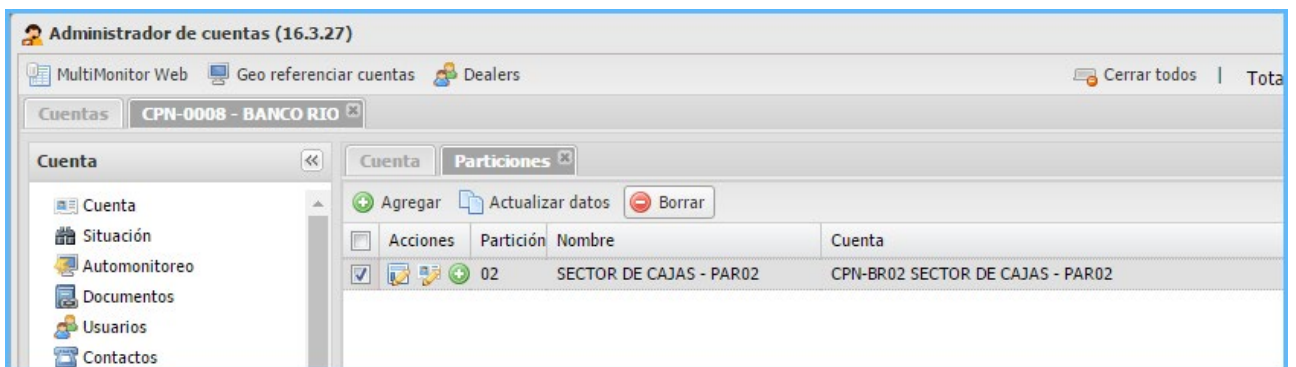 Administrador de cuentas (16.3.27)
MultiMonitor Web Geo referenciar cuentas Dealers Cerrar todos | Tota
Cuentas CPN-0008 - BANCO RIO
Cuenta Cuenta Particiones
Cuenta Agregar Actualizar datos Borrar
Situación Acciones Partición Nombre Cuenta
Automonitoreo 02 SECTOR DE CAJAS - PAR02 CPN-BR02 SECTOR DE CAJAS - PAR02
Documentos
Usuarios
Contactos